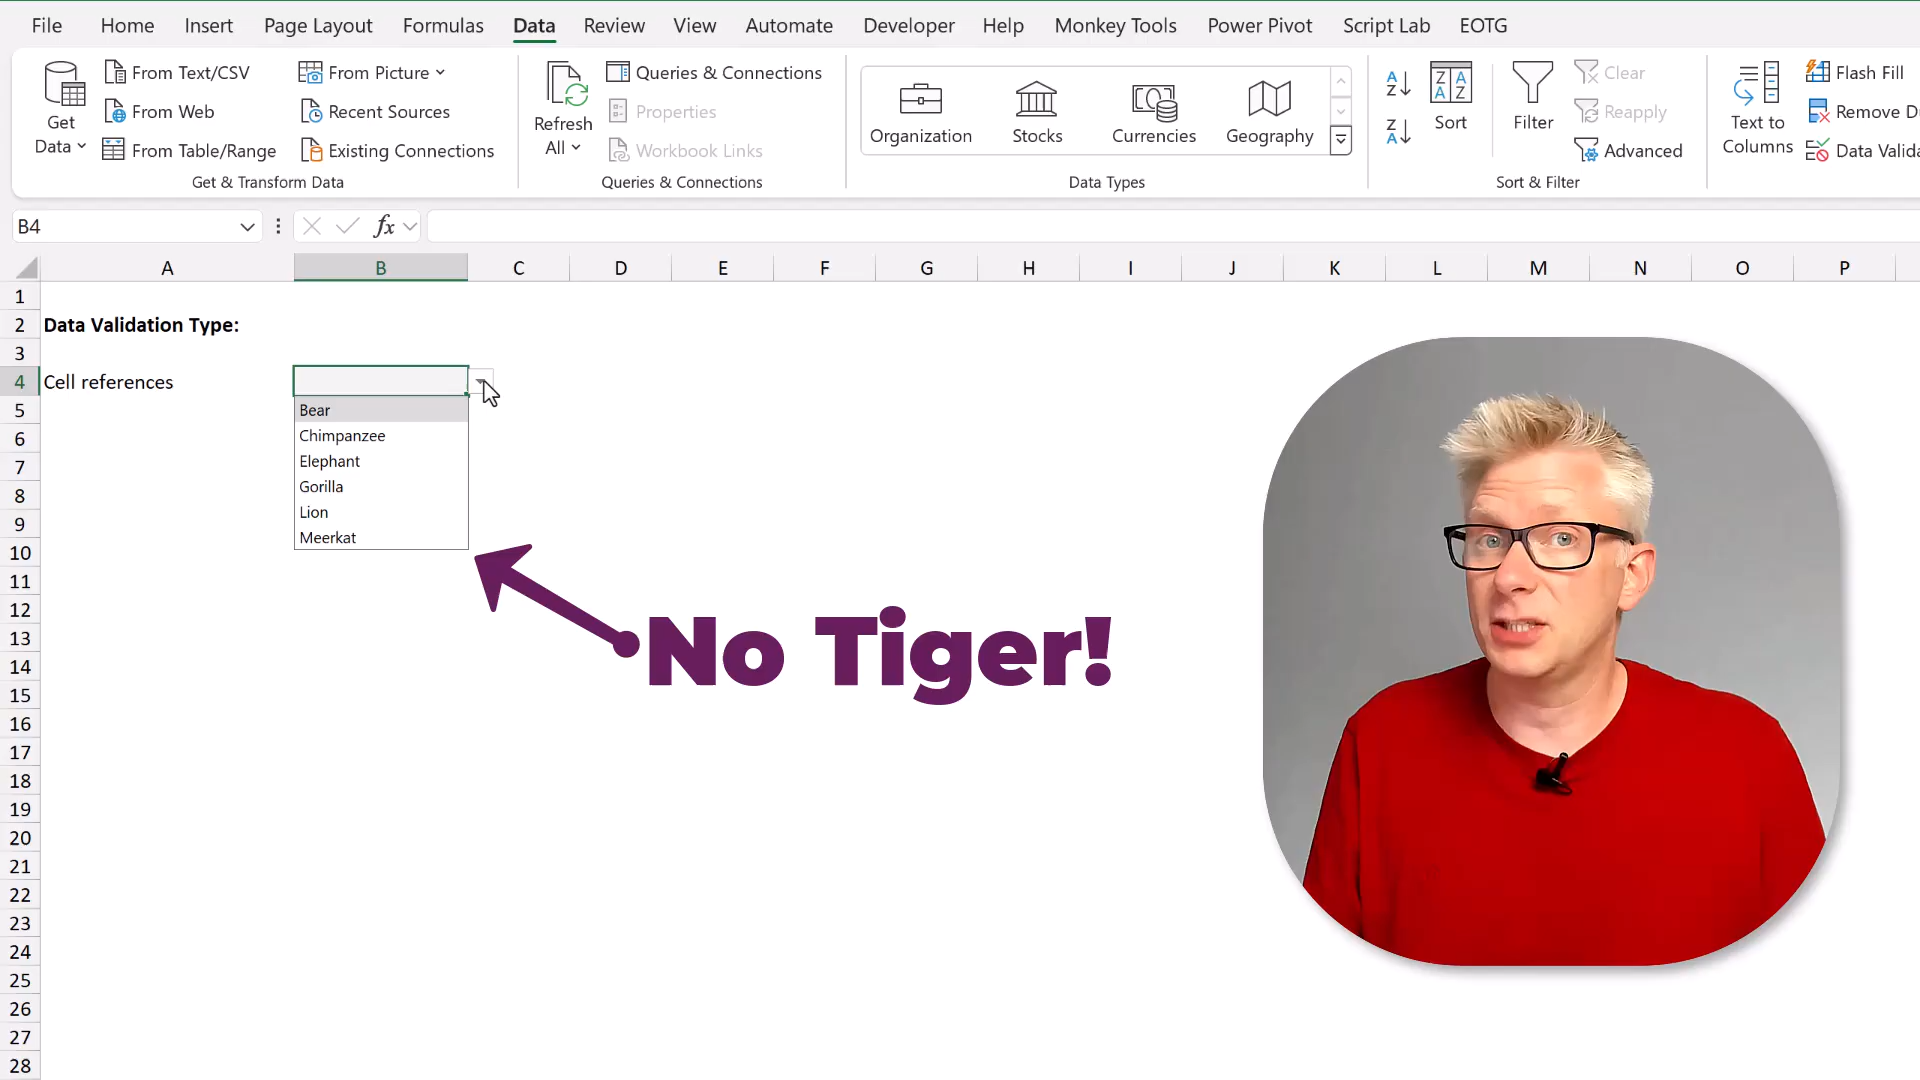 File Home Insert Page Layout Formulas Data Review View Automate Developer Help Monkey Tools Power Pivot Script Lab EOTG
Get Data
From Text/CSV
From Web
From Table/Range
From Picture
Recent Sources
Existing Connections
Get & Transform Data
Refresh All
Queries & Connections
Properties
Workbook Links
Queries & Connections
Organization
Stocks
Currencies
Geography
Data Types
A Z
Z A
Z A A Z
Sort
Filter
Clear
Reapply
Advanced
Sort & Filter
Text to Columns
Flash Fill
Remove D
Data Valida
B4
fx
A B C D E F G H I J K L M N O P
1
2 Data Validation Type:
3
4 Cell references
5 Bear
6 Chimpanzee
7 Elephant
8 Gorilla
9 Lion
10 Meerkat
11
12
13 No Tiger!
14
15
16
17
18
19
20
21
22
23
24
25
26
27
28